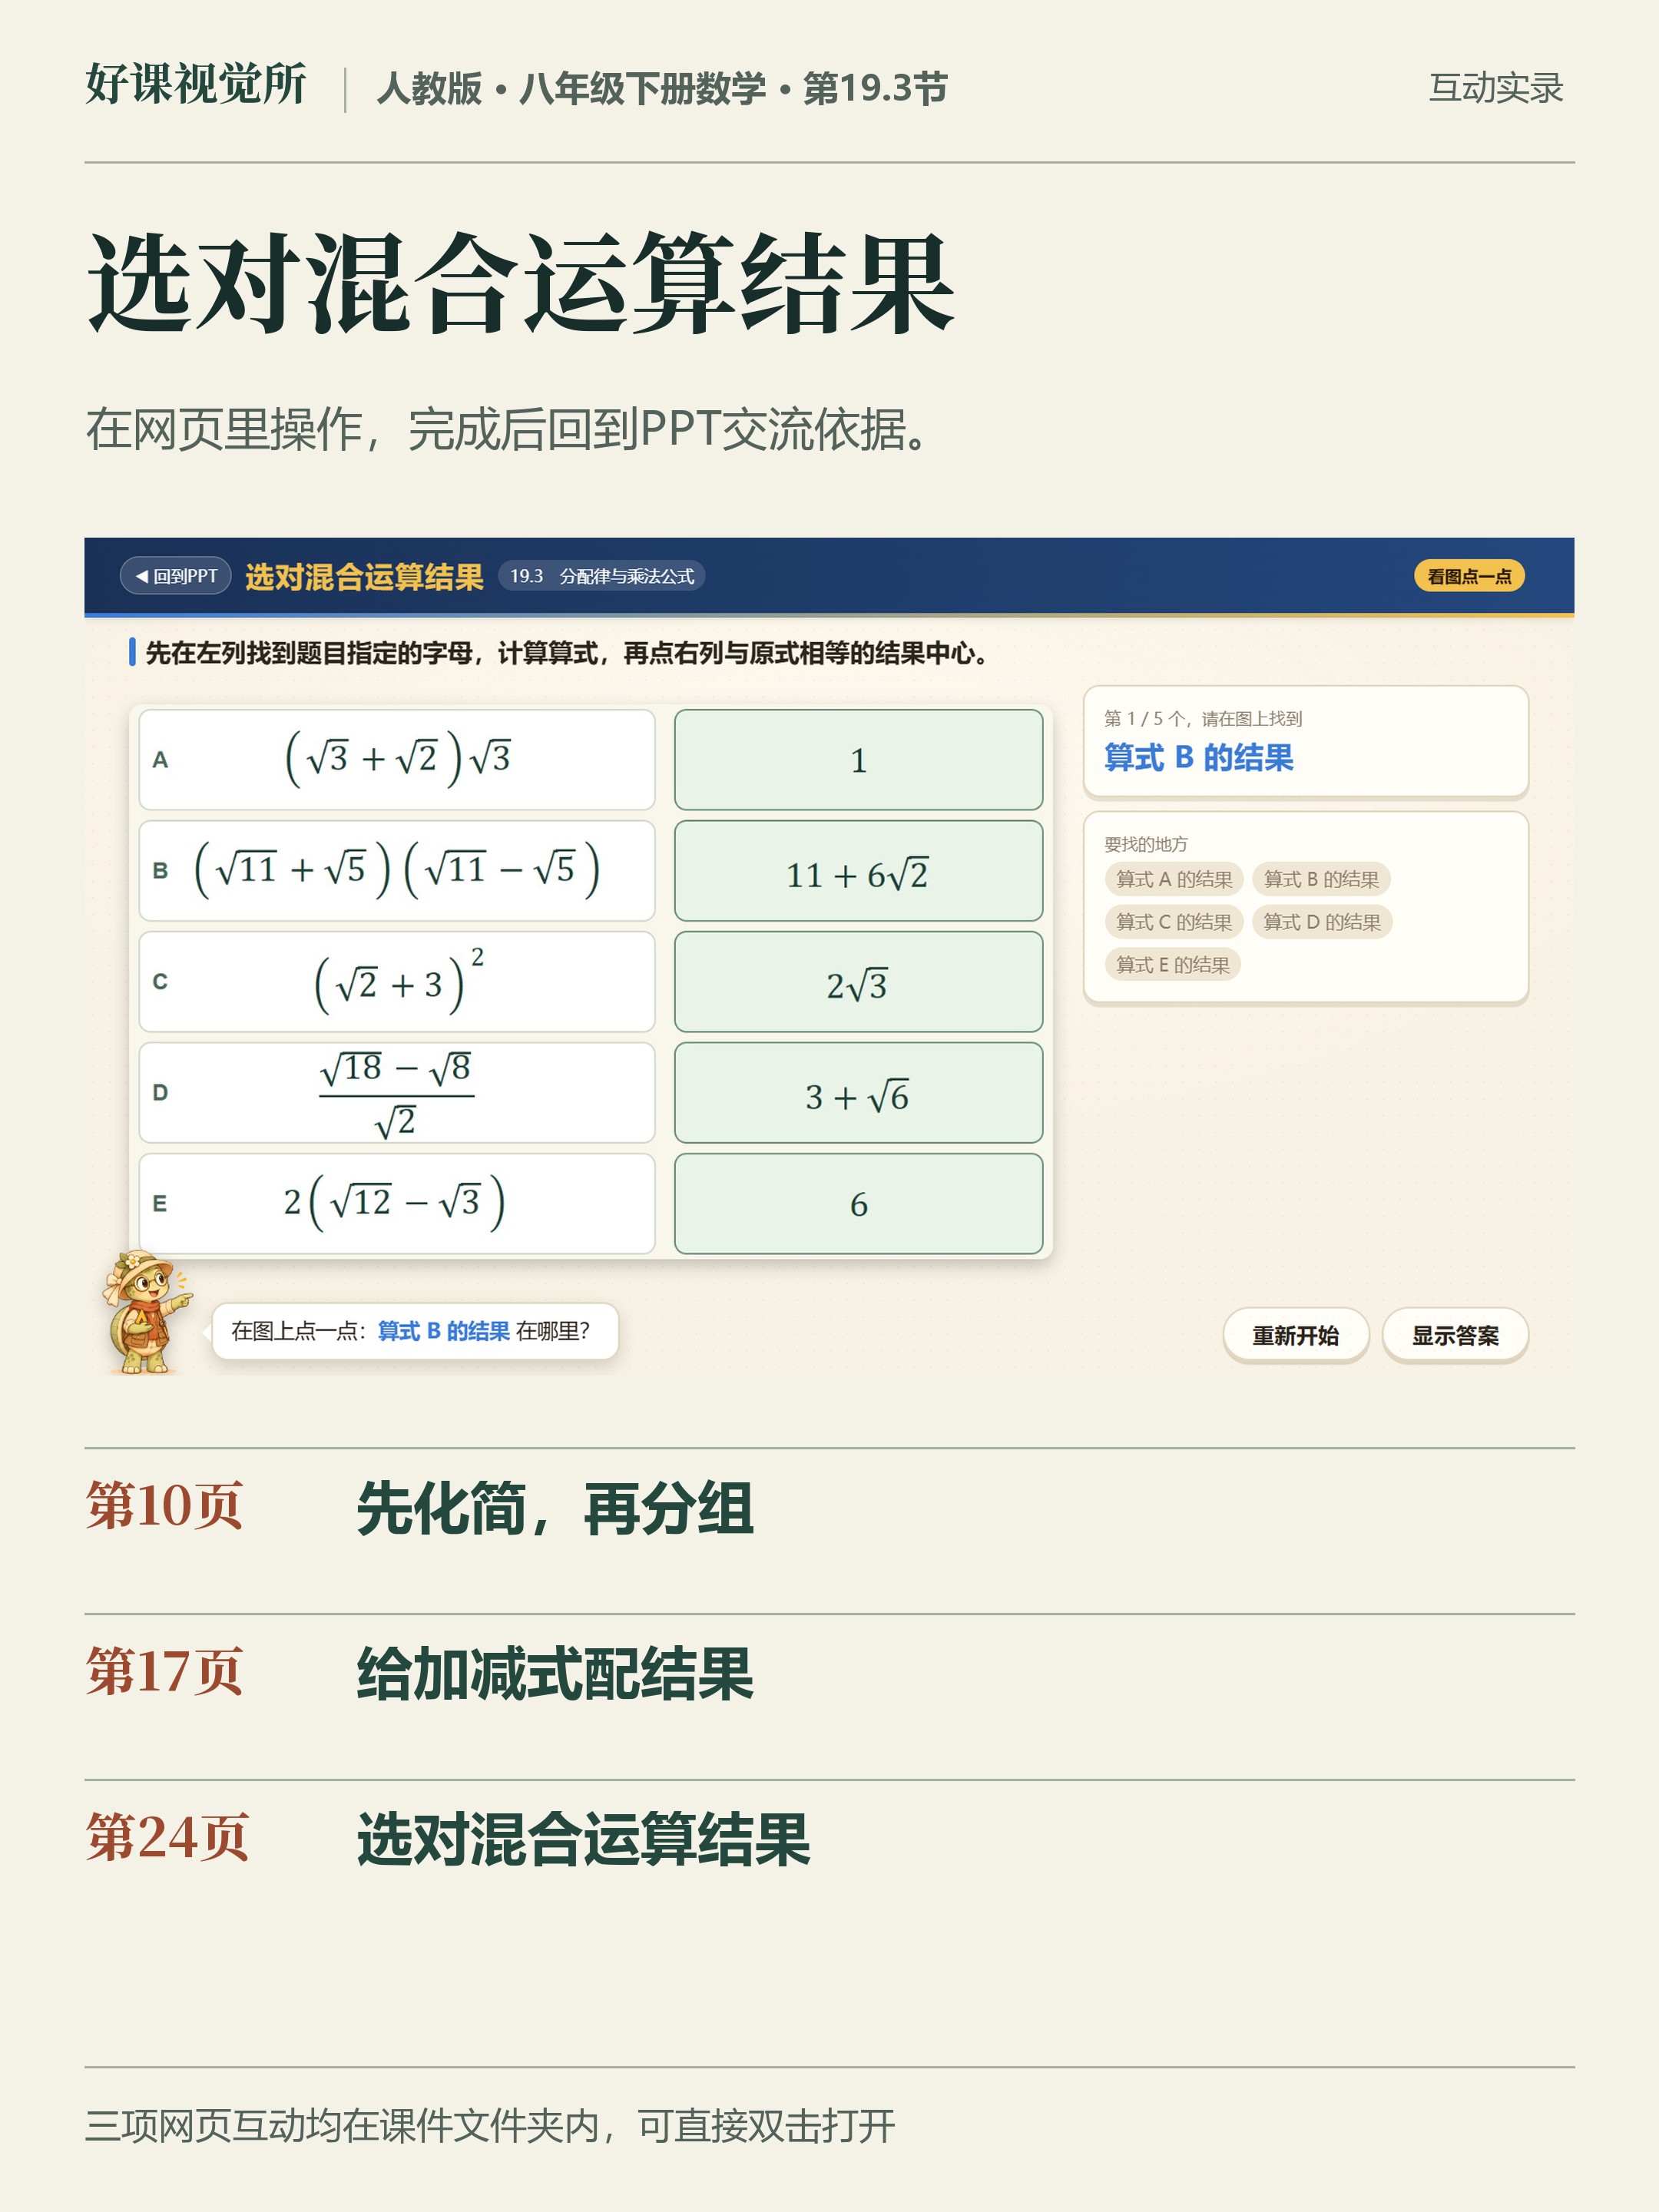 好课视觉所 人教版·八年级下册数学·第19.3节 互动实录
选对混合运算结果
在网页里操作，完成后回到PPT交流依据。
◀ 回到PPT 选对混合运算结果 19.3 分配律与乘法公式 看图点一点
先在左列找到题目指定的字母，计算算式，再点右列与原式相等的结果中心。
A (√3 + √2)√3
1
B (√11 + √5)(√11 − √5)
11 + 6√2
C (√2 + 3)²
2√3
D (√18 − √8)/√2
3 + √6
E 2(√12 − √3)
6
第 1 / 5 个，请在图上找到
算式 B 的结果
要找的地方
算式 A 的结果 算式 B 的结果
算式 C 的结果 算式 D 的结果
算式 E 的结果
在图上点一点：算式 B 的结果 在哪里？
重新开始 显示答案
第10页 先化简，再分组
第17页 给加减式配结果
第24页 选对混合运算结果
三项网页互动均在课件文件夹内，可直接双击打开